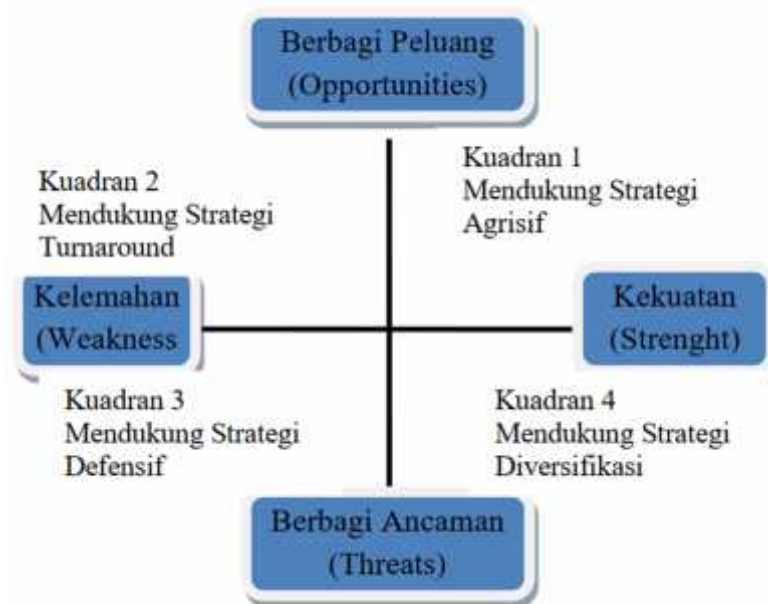 Berbagi Peluang
(Opportunities)
Kuadran 2
Mendukung Strategi
Turnaround
Kuadran 1
Mendukung Strategi
Agrisif
Kelemahan
(Weakness
Kekuatan
(Strenght)
Kuadran 3
Mendukung Strategi
Defensif
Kuadran 4
Mendukung Strategi
Diversifikasi
Berbagi Ancaman
(Threats)